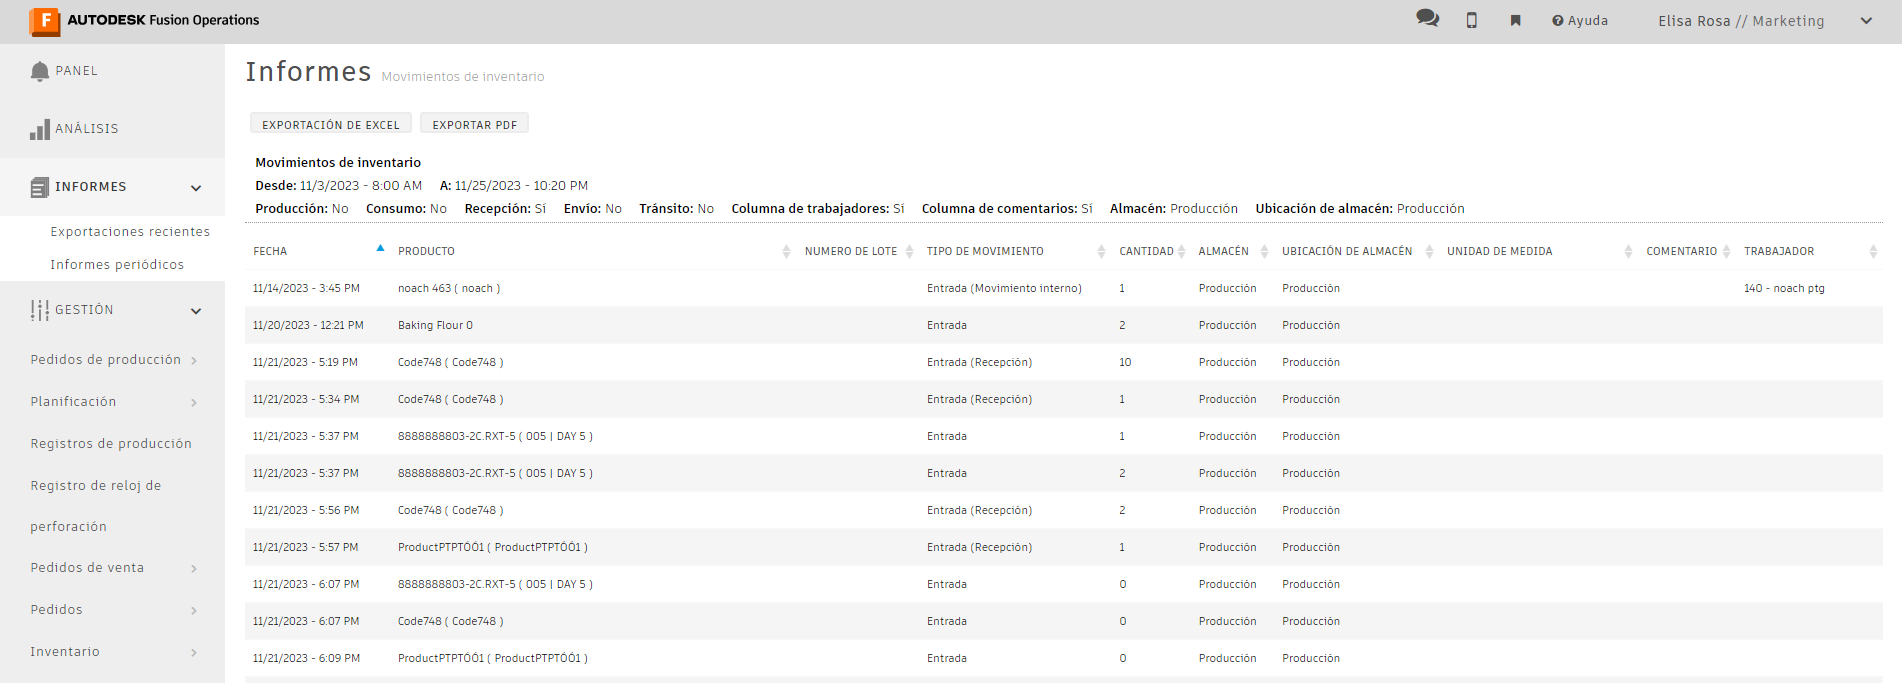 F AUTODESK Fusion Operations
Ayuda
Elisa Rosa // Marketing
PANEL
ANÁLISIS
INFORMES
Exportaciones recientes
Informes periódicos
GESTIÓN
Pedidos de producción
Planificación
Registros de producción
Registro de reloj de
perforación
Pedidos de venta
Pedidos
Inventario
Informes Movimientos de inventario
EXPORTACIÓN DE EXCEL EXPORTAR PDF
Movimientos de inventario
Desde: 11/3/2023 - 8:00 AM A: 11/25/2023 - 10:20 PM
Producción: No Consumo: No Recepción: Sí Envío: No Tránsito: No Columna de trabajadores: Sí Columna de comentarios: Sí Almacén: Producción Ubicación de almacén: Producción
FECHA PRODUCTO NUMERO DE LOTE TIPO DE MOVIMIENTO CANTIDAD ALMACÉN UBICACIÓN DE ALMACÉN UNIDAD DE MEDIDA COMENTARIO TRABAJADOR
11/14/2023 - 3:45 PM noach 463 ( noach ) Entrada (Movimiento interno) 1 Producción Producción 140 - noach ptg
11/20/2023 - 12:21 PM Baking Flour 0 Entrada 2 Producción Producción
11/21/2023 - 5:19 PM Code748 ( Code748 ) Entrada (Recepción) 10 Producción Producción
11/21/2023 - 5:34 PM Code748 ( Code748 ) Entrada (Recepción) 1 Producción Producción
11/21/2023 - 5:37 PM 8888888803-2C.RXT-5 ( 005 | DAY 5 ) Entrada 1 Producción Producción
11/21/2023 - 5:37 PM 8888888803-2C.RXT-5 ( 005 | DAY 5 ) Entrada 2 Producción Producción
11/21/2023 - 5:56 PM Code748 ( Code748 ) Entrada (Recepción) 2 Producción Producción
11/21/2023 - 5:57 PM ProductPTPTÓÓ1 ( ProductPTPTÓÓ1 ) Entrada (Recepción) 1 Producción Producción
11/21/2023 - 6:07 PM 8888888803-2C.RXT-5 ( 005 | DAY 5 ) Entrada 0 Producción Producción
11/21/2023 - 6:07 PM Code748 ( Code748 ) Entrada 0 Producción Producción
11/21/2023 - 6:09 PM ProductPTPTÓÓ1 ( ProductPTPTÓÓ1 ) Entrada 0 Producción Producción